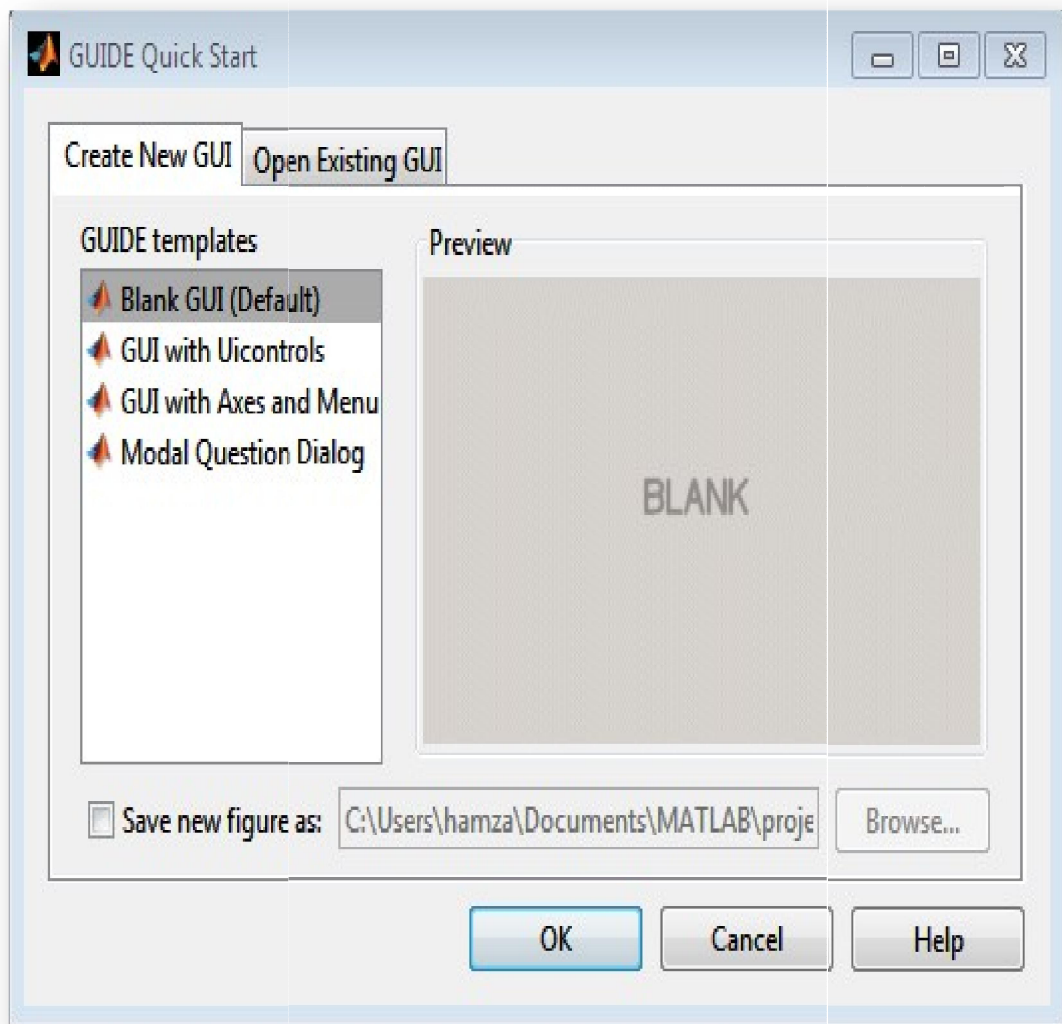 GUIDE Quick Start
Create New GUI
Open Existing GUI
GUIDE templates
Blank GUI (Default)
GUI with Uicontrols
GUI with Axes and Menu
Modal Question Dialog
Preview
BLANK
Save new figure as: C:\Users\hamza\Documents\MATLAB\proje Browse...
OK Cancel Help